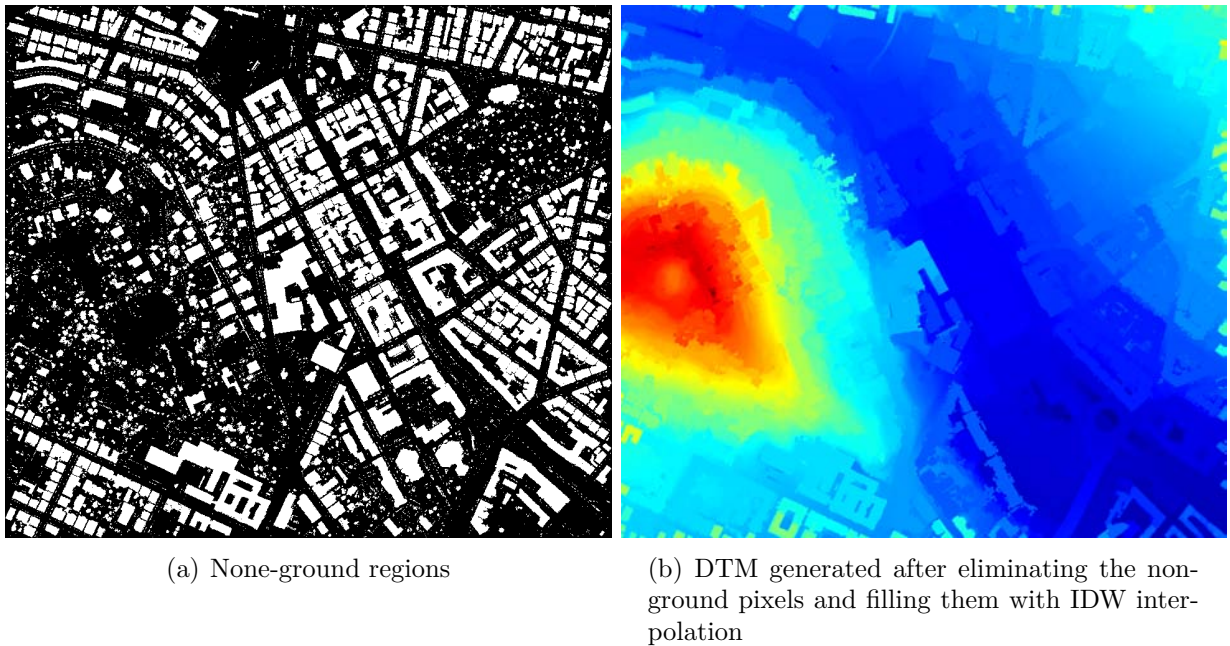 (a) None-ground regions
(b) DTM generated after eliminating the non-
ground pixels and filling them with IDW inter-
polation